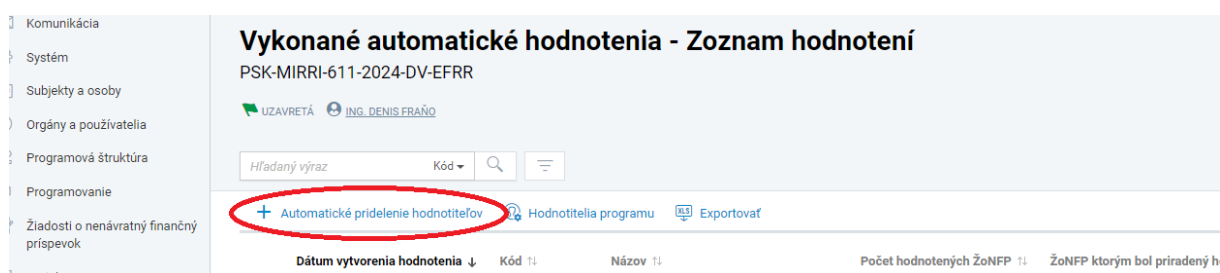 Komunikácia
Systém
Subjekty a osoby
Orgány a používatelia
Programová štruktúra
Programovanie
Žiadosti o nenávratný finančný
príspevok
Vykonané automatické hodnotenia - Zoznam hodnotení
PSK-MIRRI-611-2024-DV-EFRR
UZAVRETÁ ING. DENIS FRAŇO
Hľadaný výraz Kód
+ Automatické pridelenie hodnotiteľov Hodnotitelia programu XLS Exportovať
Dátum vytvorenia hodnotenia ↓ Kód ↑↓ Názov ↑↓ Počet hodnotených ŽoNFP ↑↓ ŽoNFP ktorým bol priradený